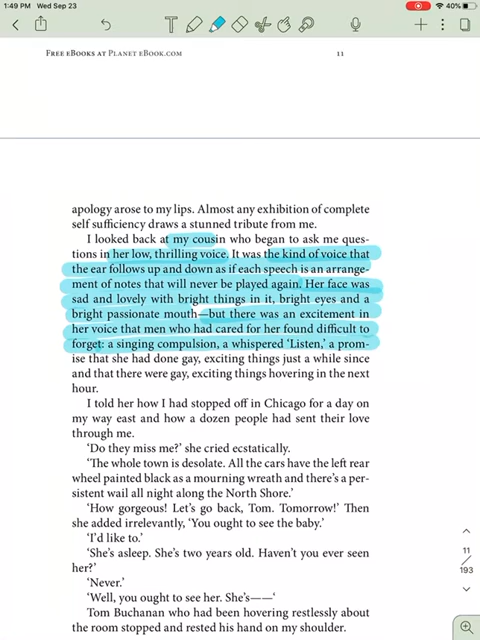 1:49 PM Wed Sep 23
40%
FREE EBOOKS AT PLANET EBOOK.COM
11
apology arose to my lips. Almost any exhibition of complete
self sufficiency draws a stunned tribute from me.
I looked back at my cousin who began to ask me ques-
tions in her low, thrilling voice. It was the kind of voice that
the ear follows up and down as if each speech is an arrange-
ment of notes that will never be played again. Her face was
sad and lovely with bright things in it, bright eyes and a
bright passionate mouth—but there was an excitement in
her voice that men who had cared for her found difficult to
forget: a singing compulsion, a whispered ‘Listen,’ a prom-
ise that she had done gay, exciting things just a while since
and that there were gay, exciting things hovering in the next
hour.
I told her how I had stopped off in Chicago for a day on
my way east and how a dozen people had sent their love
through me.
‘Do they miss me?’ she cried ecstatically.
‘The whole town is desolate. All the cars have the left rear
wheel painted black as a mourning wreath and there’s a per-
sistent wail all night along the North Shore.’
‘How gorgeous! Let’s go back, Tom. Tomorrow!’ Then
she added irrelevantly, ‘You ought to see the baby.’
‘I’d like to.’
‘She’s asleep. She’s two years old. Haven’t you ever seen
her?’
‘Never.’
‘Well, you ought to see her. She’s——‘
Tom Buchanan who had been hovering restlessly about
the room stopped and rested his hand on my shoulder.
11
193